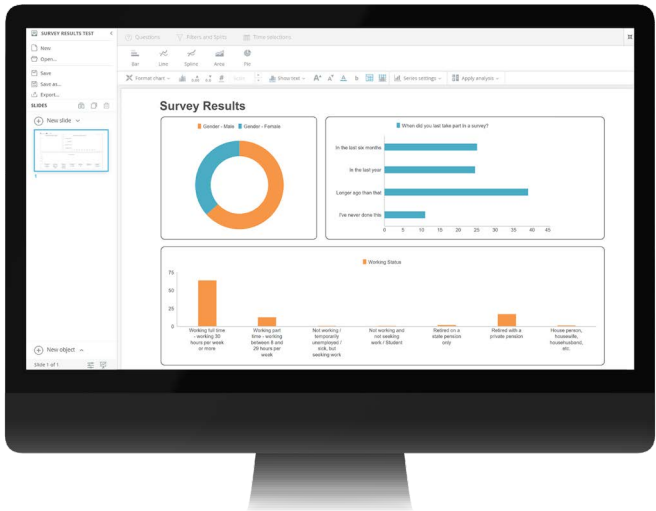 SURVEY RESULTS TEST
Questions
Filters and Splits
Time selections
New
Open...
Save
Save as...
Export...
Bar
Line
Spline
Area
Pie
Format chart
Show text
A+
A
b
Series settings
Apply analysis
SLIDES
New slide
1
Survey Results
Gender - Male
Gender - Female
When did you last take part in a survey?
In the last six months
In the last year
Longer ago than that
I've never done this
0 5 10 15 20 25 30 35 40 45
Working Status
75
50
25
0
Working full time
- working 30
hours per week
or more
Working part
time - working
between 8 and
29 hours per
week
Not working /
temporarily
unemployed /
sick, but
seeking work
Not working and
not seeking
work / Student
Retired on a
state pension
only
Retired with a
private pension
House person,
housewife,
househusband,
etc.
New object
Slide 1 of 1